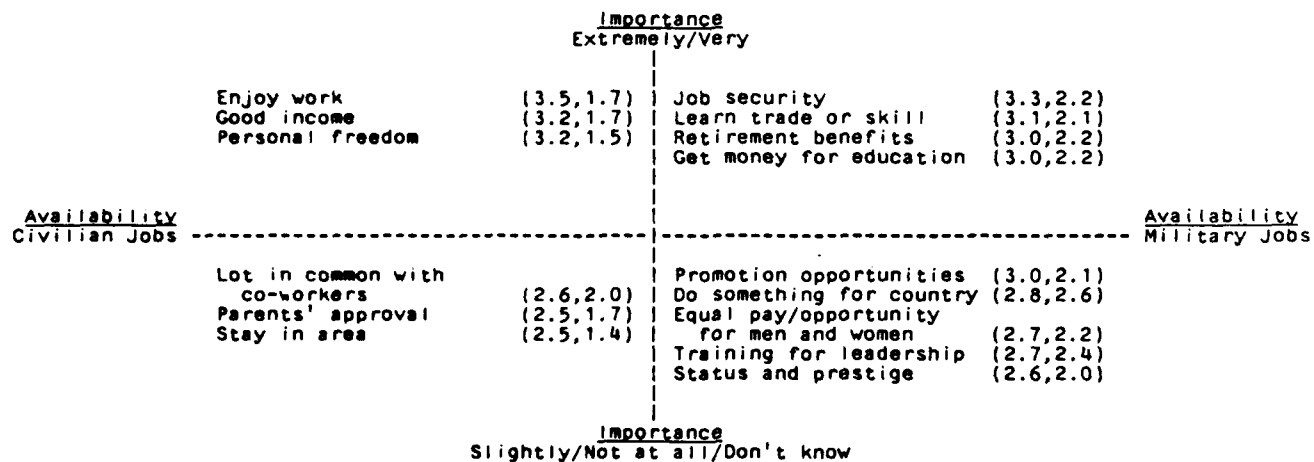 Importance
Extremely/Very
Enjoy work (3.5,1.7) Job security (3.3,2.2)
Good income (3.2,1.7) Learn trade or skill (3.1,2.1)
Personal freedom (3.2,1.5) Retirement benefits (3.0,2.2)
Get money for education (3.0,2.2)
Availability Availability
Civilian Jobs Military Jobs
Lot in common with Promotion opportunities (3.0,2.1)
co-workers (2.6,2.0) Do something for country (2.8,2.6)
Parents' approval (2.5,1.7) Equal pay/opportunity
Stay in area (2.5,1.4) for men and women (2.7,2.2)
Training for leadership (2.7,2.4)
Status and prestige (2.6,2.0)
Importance
Slightly/Not at all/Don't know